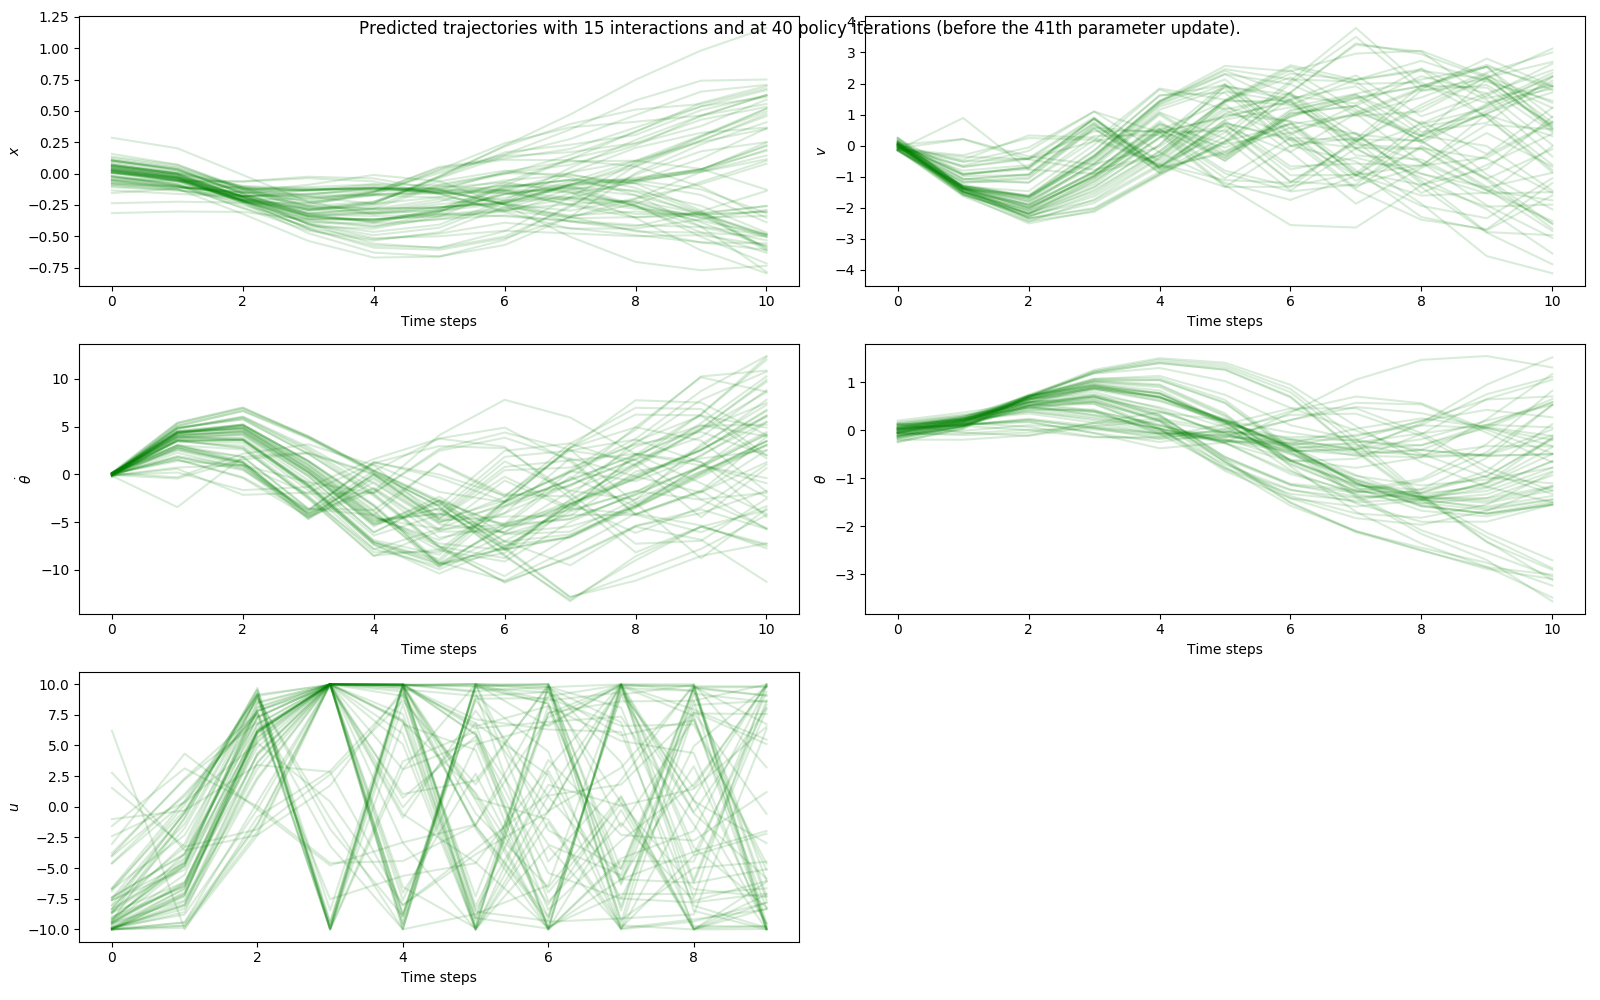 Predicted trajectories with 15 interactions and at 40 policy iterations (before the 41th parameter update).
1.25
1.00
0.75
0.50
0.25
0.00
−0.25
−0.50
−0.75
x
0 2 4 6 8 10
Time steps
4
3
2
1
0
−1
−2
−3
−4
v
0 2 4 6 8 10
Time steps
10
5
0
−5
−10
θ̇
0 2 4 6 8 10
Time steps
1
0
−1
−2
−3
θ
0 2 4 6 8 10
Time steps
10.0
7.5
5.0
2.5
0.0
−2.5
−5.0
−7.5
−10.0
u
0 2 4 6 8
Time steps